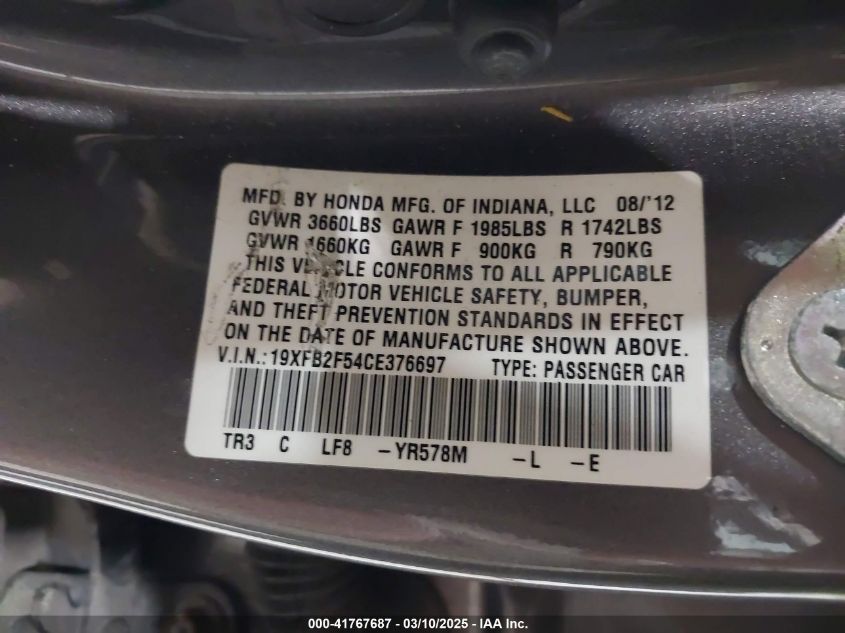 MFD. BY HONDA MFG. OF INDIANA, LLC 08/'12
GVWR 3660LBS GAWR F 1985LBS R 1742LBS
GVWR 1660KG GAWR F 900KG R 790KG
THIS VEHICLE CONFORMS TO ALL APPLICABLE
FEDERAL MOTOR VEHICLE SAFETY, BUMPER,
AND THEFT PREVENTION STANDARDS IN EFFECT
ON THE DATE OF MANUFACTURE SHOWN ABOVE.
V.I.N.:19XFB2F54CE376697 TYPE: PASSENGER CAR
TR3 C LF8 -YR578M -L -E
000-41767687 - 03/10/2025 - IAA Inc.